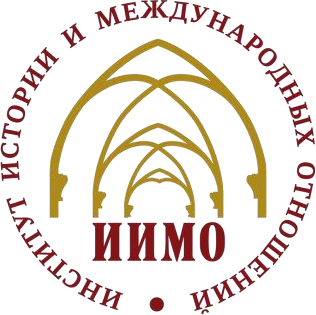 ИНСТИТУТ ИСТОРИИ И МЕЖДУНАРОДНЫХ ОТНОШЕНИЙ
ИИМО